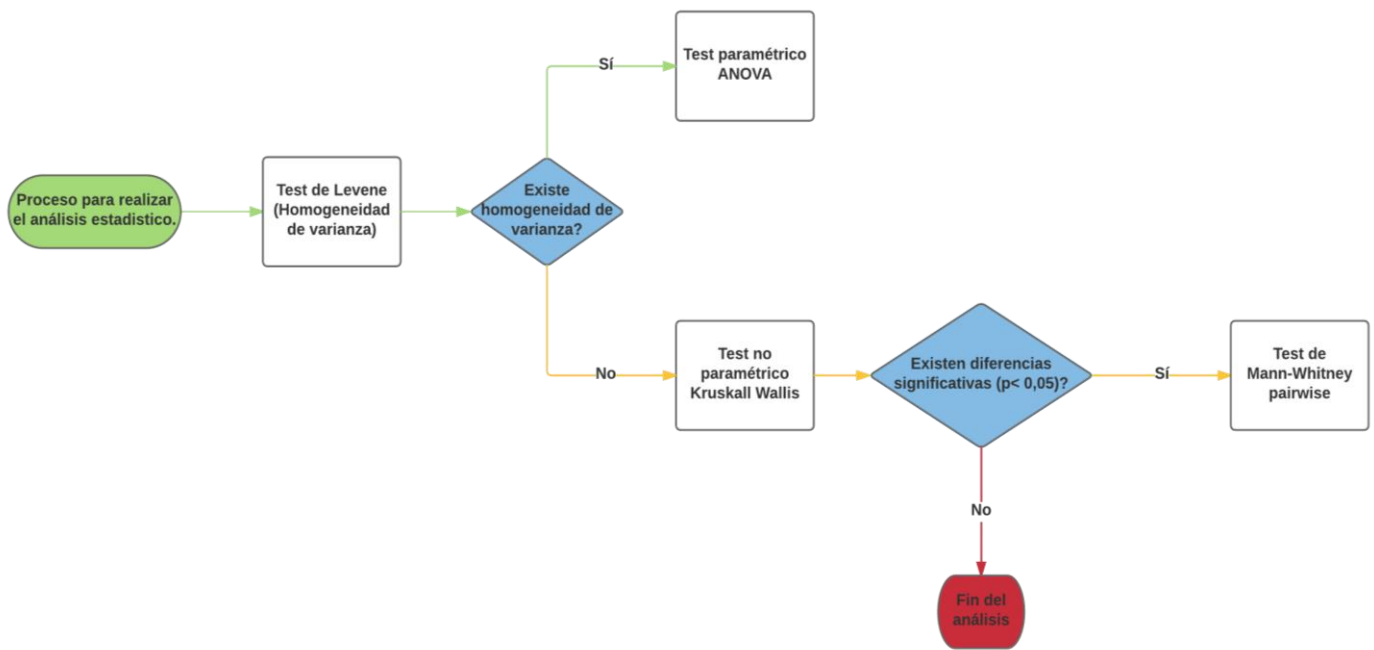 Proceso para realizar
el análisis estadistico.
Test de Levene
(Homogeneidad
de varianza)
Existe
homogeneidad de
varianza?
Sí
Test paramétrico
ANOVA
No
Test no
paramétrico
Kruskall Wallis
Existen diferencias
significativas (p< 0,05)?
Sí
Test de
Mann-Whitney
pairwise
No
Fin del
análisis